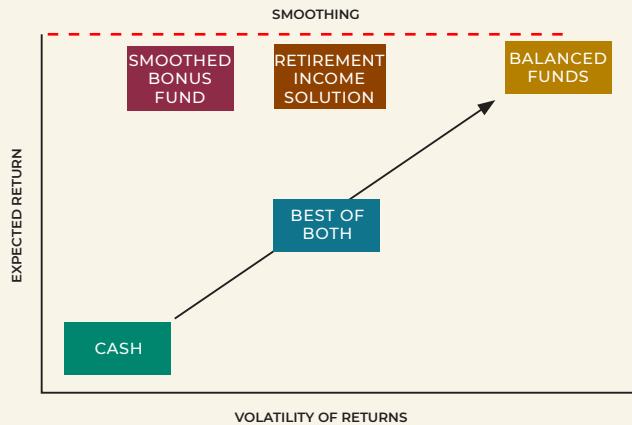 SMOOTHING
SMOOTHED
BONUS
FUND
RETIREMENT
INCOME
SOLUTION
BALANCED
FUNDS
EXPECTED RETURN
BEST OF
BOTH
CASH
VOLATILITY OF RETURNS